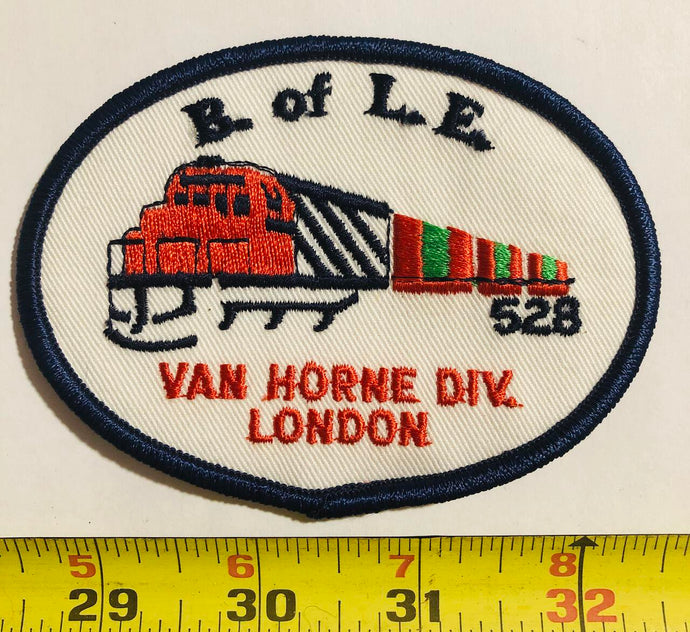 B. of L.E.
528
VAN HORNE DIV.
LONDON
5 6 7 8
29 30 31 32